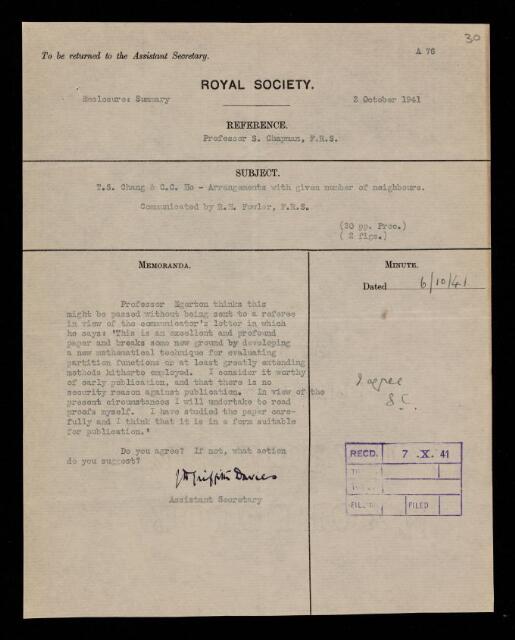 30
To be returned to the Assistant Secretary.
A 76
ROYAL SOCIETY.
Enclosure: Summary
2 October 1941
REFERENCE.
Professor S. Chapman, F.R.S.
SUBJECT.
T.S. Chang & C.C. Ho - Arrangements with given number of neighbours.
Communicated by R.H. Fowler, F.R.S.
(20 pp. Proc.)
( 2 figs.)
MEMORANDA.
Professor Egerton thinks this
might be passed without being sent to a referee
in view of the communicator's letter in which
he says: 'This is an excellent and profound
paper and breaks some new ground by developing
a new mathematical technique for evaluating
partition functions or at least greatly extending
methods hitherto employed. I consider it worthy
of early publication, and that there is no
security reason against publication. In view of the
present circumstances I will undertake to read
proofs myself. I have studied the paper care-
fully and I think that it is in a form suitable
for publication.'
Do you agree? If not, what action
do you suggest?
Griffith Davies
Assistant Secretary
MINUTE.
Dated 6/10/41
I agree
S.C.
RECD. 7 .X. 41
FILED